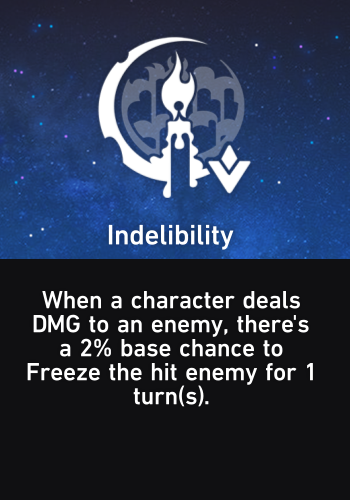 Indelibility
When a character deals
DMG to an enemy, there's
a 2% base chance to
Freeze the hit enemy for 1
turn(s).